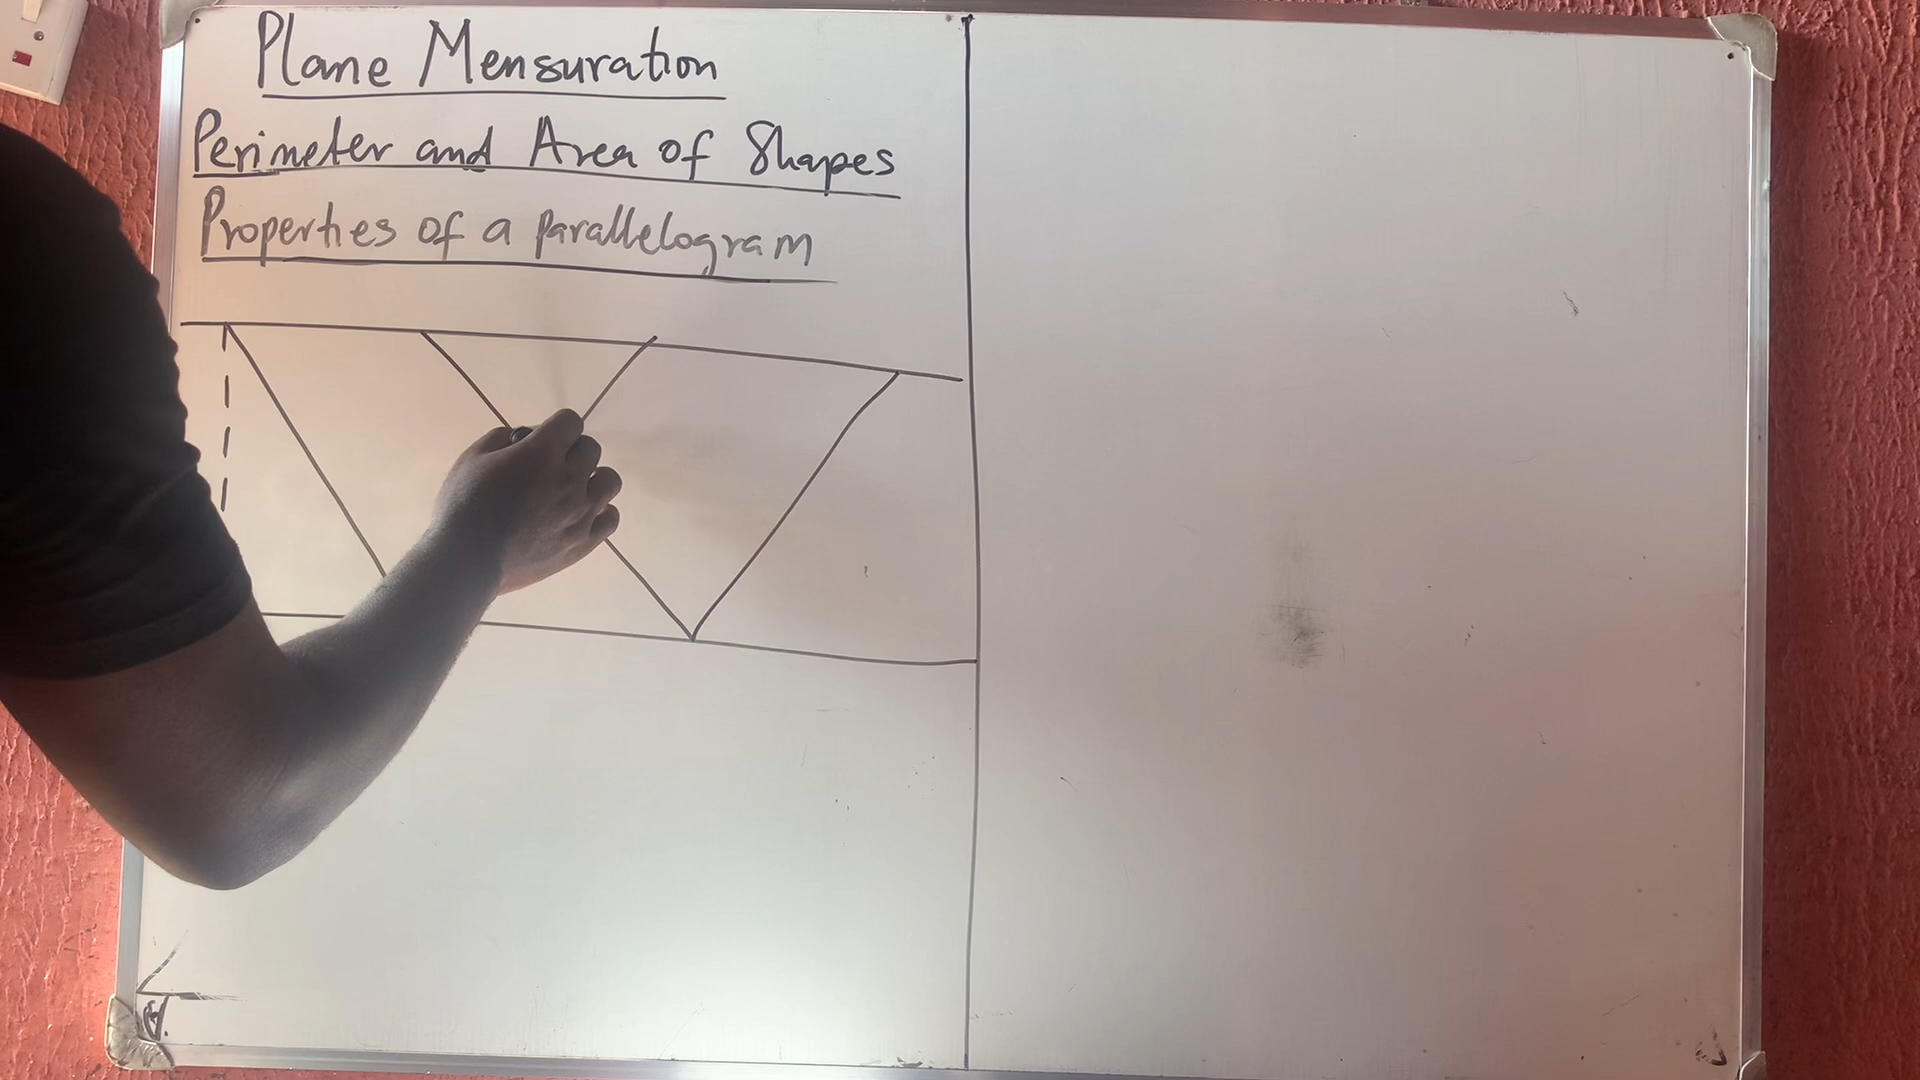 Plane Mensuration
Perimeter and Area of Shapes
Properties of a parallelogram